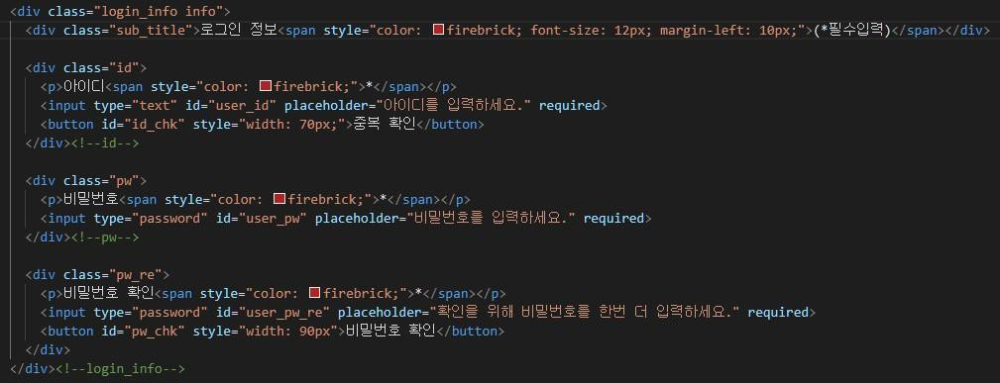 <div class="login_info info">
<div class="sub_title">로그인 정보<span style="color: firebrick; font-size: 12px; margin-left: 10px;">(*필수입력)</span></div>
<div class="id">
<p>아이디<span style="color: firebrick;">*</span></p>
<input type="text" id="user_id" placeholder="아이디를 입력하세요." required>
<button id="id_chk" style="width: 70px;">중복 확인</button>
</div><!--id-->
<div class="pw">
<p>비밀번호<span style="color: firebrick;">*</span></p>
<input type="password" id="user_pw" placeholder="비밀번호를 입력하세요." required>
</div><!--pw-->
<div class="pw_re">
<p>비밀번호 확인<span style="color: firebrick;">*</span></p>
<input type="password" id="user_pw_re" placeholder="확인을 위해 비밀번호를 한번 더 입력하세요." required>
<button id="pw_chk" style="width: 90px">비밀번호 확인</button>
</div>
</div><!--login_info-->